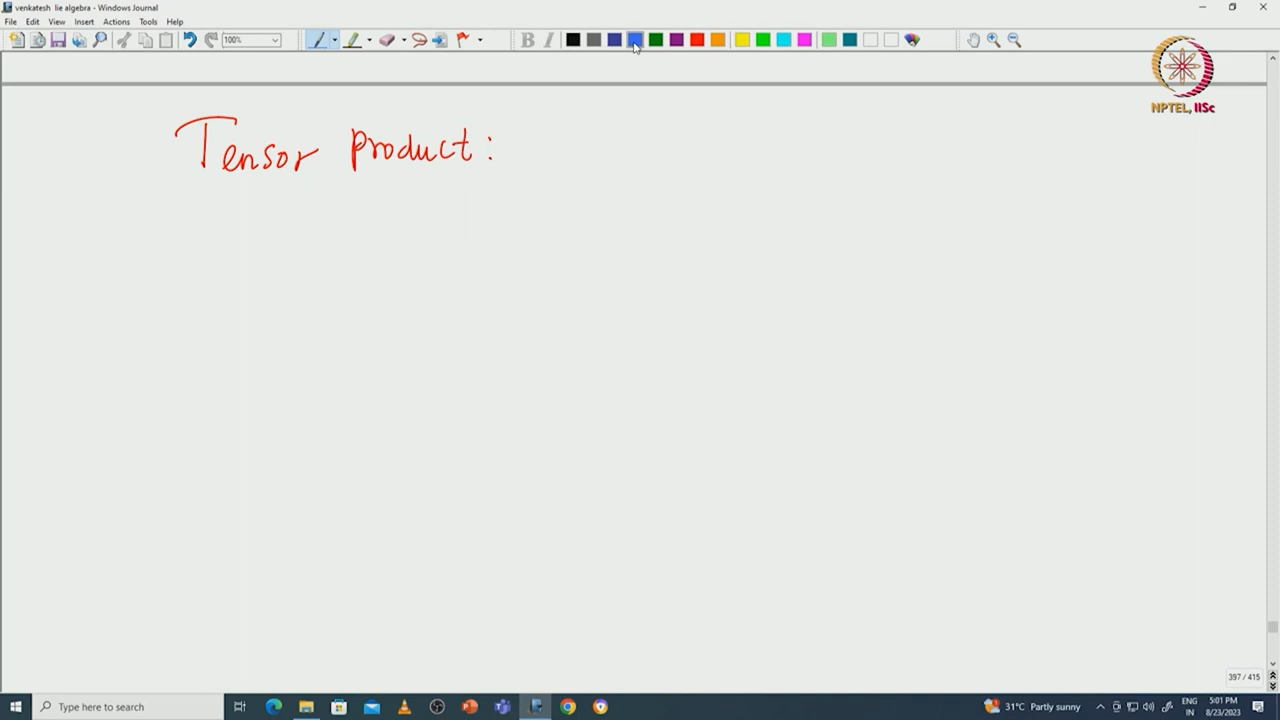 venkatesh lie algebra - Windows Journal
File Edit View Insert Actions Tools Help
100%
B I
NPTEL, IISc
Tensor product:
397 / 415
Type here to search
31°C Partly sunny
ENG
IN
5:01 PM
8/23/2023